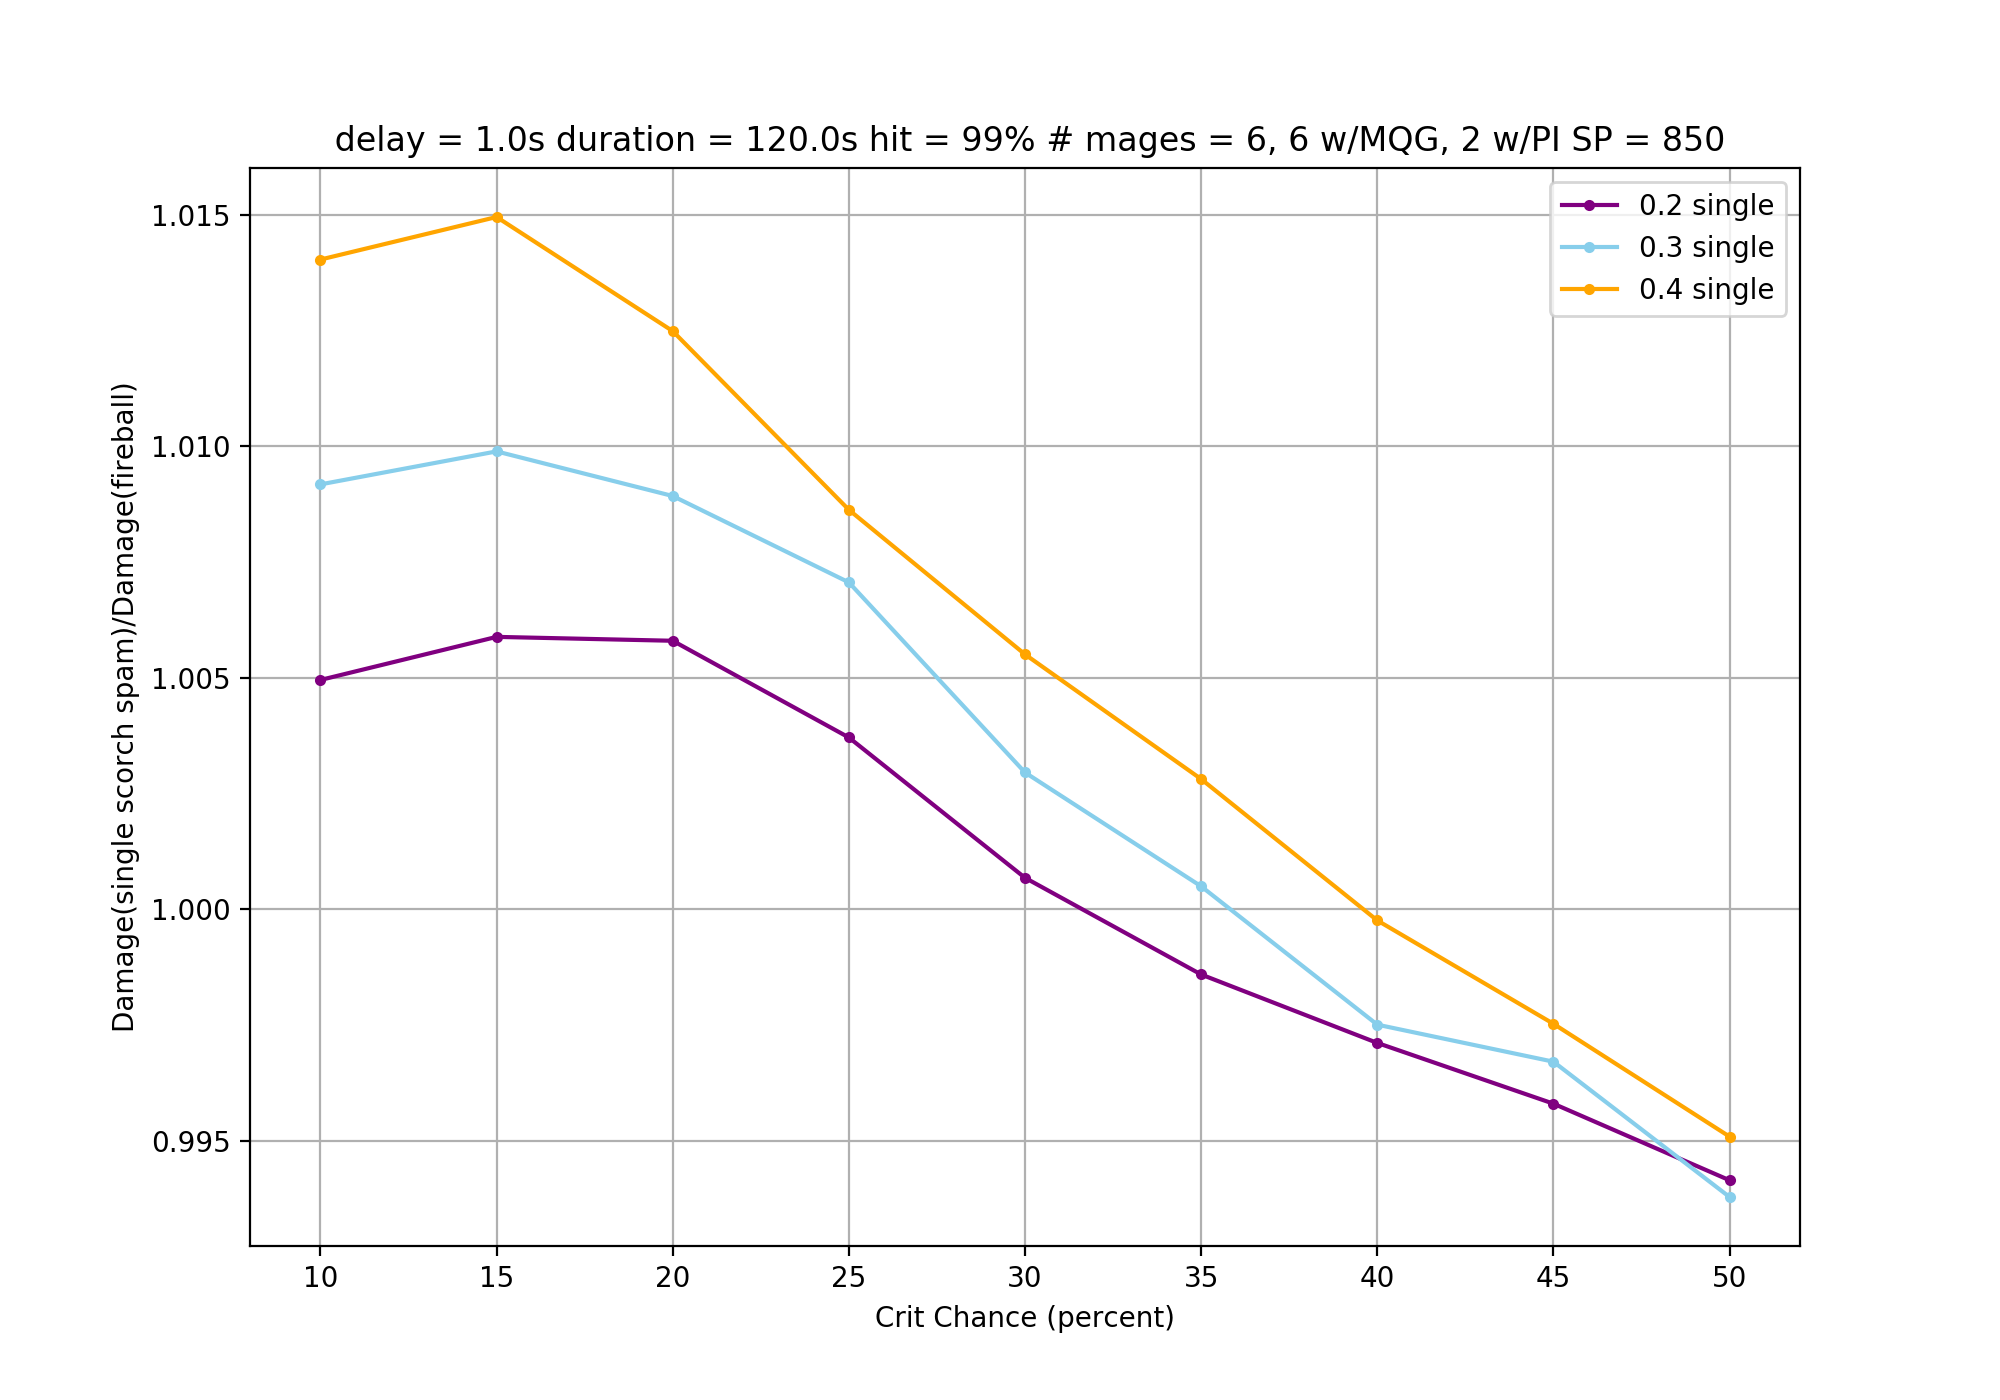 delay = 1.0s duration = 120.0s hit = 99% # mages = 6, 6 w/MQG, 2 w/PI SP = 850
0.2 single
0.3 single
0.4 single
Damage(single scorch spam)/Damage(fireball)
1.015
1.010
1.005
1.000
0.995
10 15 20 25 30 35 40 45 50
Crit Chance (percent)